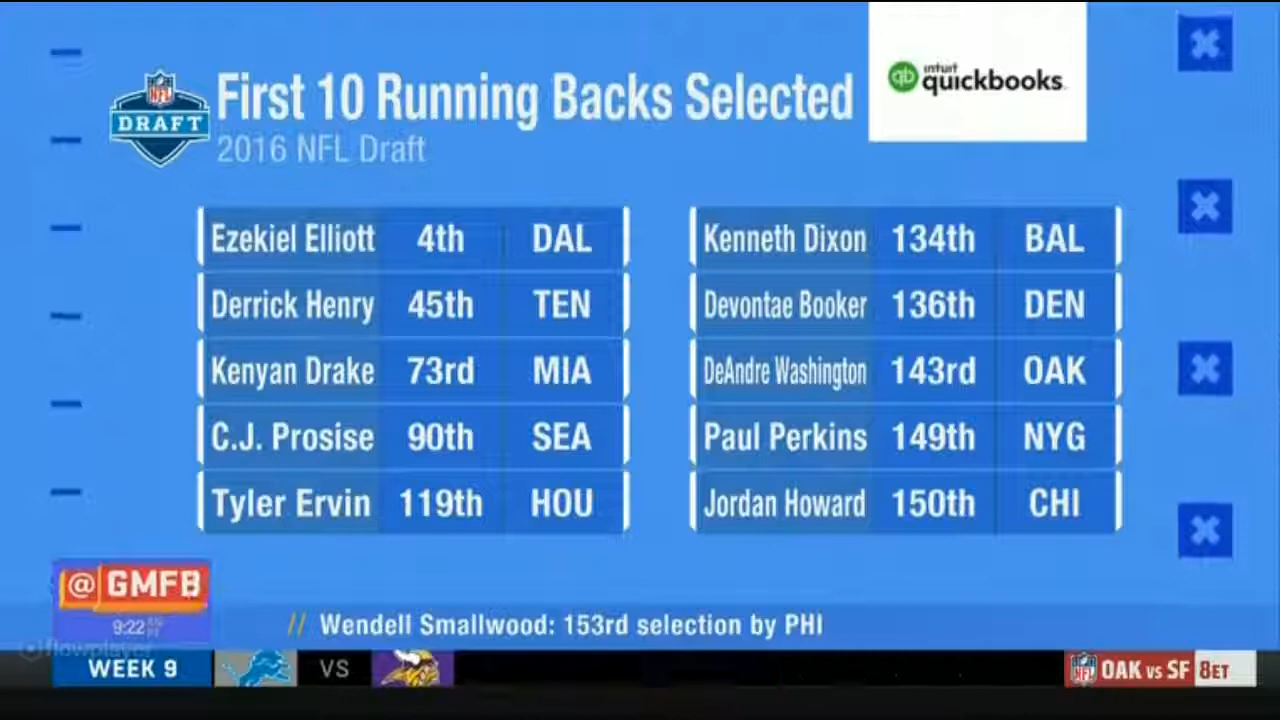 First 10 Running Backs Selected
2016 NFL Draft
NFL
DRAFT
intuit
qb quickbooks.
Ezekiel Elliott 4th DAL
Derrick Henry 45th TEN
Kenyan Drake 73rd MIA
C.J. Prosise 90th SEA
Tyler Ervin 119th HOU
Kenneth Dixon 134th BAL
Devontae Booker 136th DEN
DeAndre Washington 143rd OAK
Paul Perkins 149th NYG
Jordan Howard 150th CHI
@ GMFB
9:22
// Wendell Smallwood: 153rd selection by PHI
flowplayer
WEEK 9 VS
NFL OAK VS SF 8ET